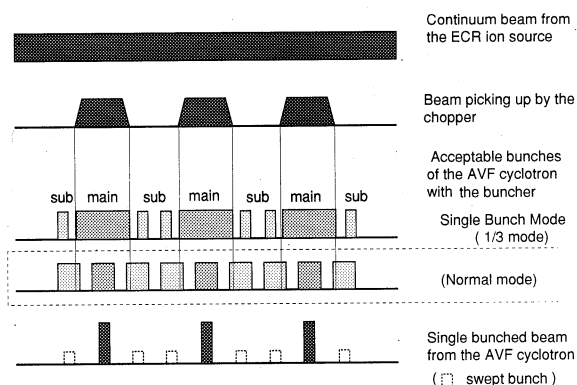 Continuum beam from
the ECR ion source
Beam picking up by the
chopper
Acceptable bunches
of the AVF cyclotron
with the buncher
sub main sub main sub main sub
Single Bunch Mode
( 1/3 mode)
(Normal mode)
Single bunched beam
from the AVF cyclotron
( swept bunch )